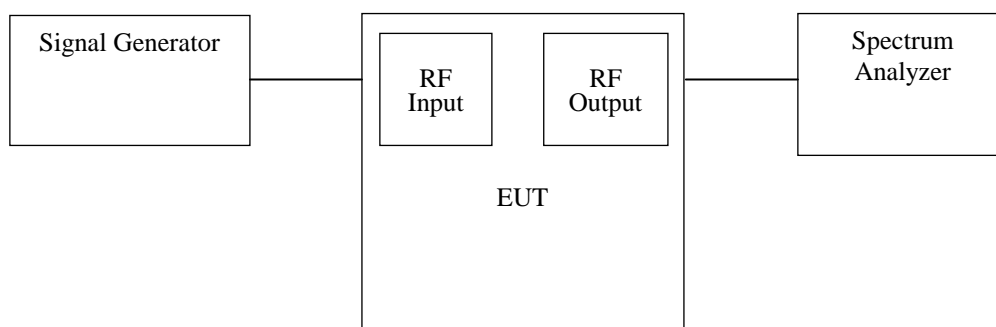 Signal Generator
RF
Input
RF
Output
Spectrum
Analyzer
EUT